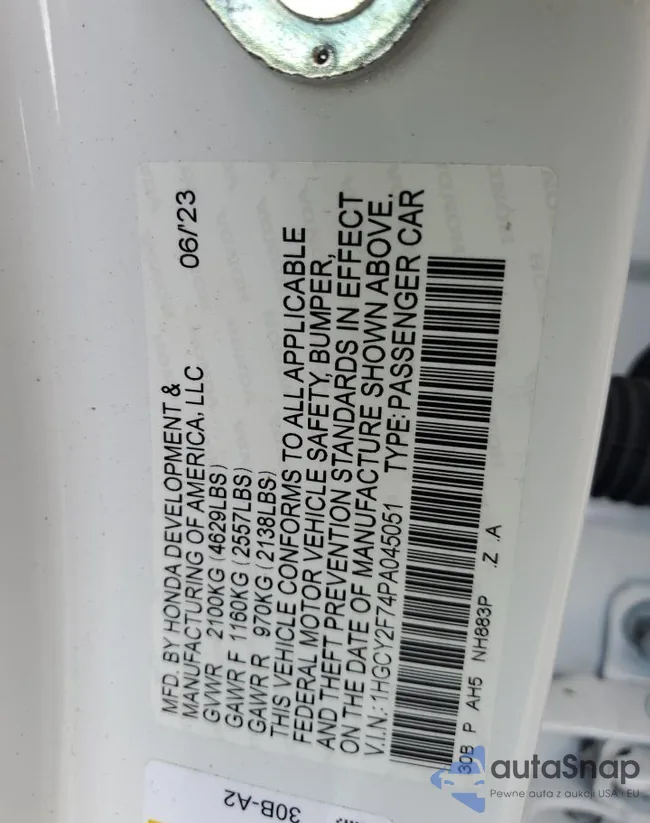 MFD. BY HONDA DEVELOPMENT &
MANUFACTURING OF AMERICA, LLC 06/'23
GVWR 2100KG (4629LBS)
GAWR F 1160KG (2557LBS)
GAWR R 970KG (2138LBS)
THIS VEHICLE CONFORMS TO ALL APPLICABLE
FEDERAL MOTOR VEHICLE SAFETY, BUMPER,
AND THEFT PREVENTION STANDARDS IN EFFECT
ON THE DATE OF MANUFACTURE SHOWN ABOVE.
V.I.N.: 1HGCY2F74PA045051 TYPE: PASSENGER CAR
30B P AH5 NH883P .Z .A
30B-A2
autaSnap
Pewne auta z aukcji USA i EU